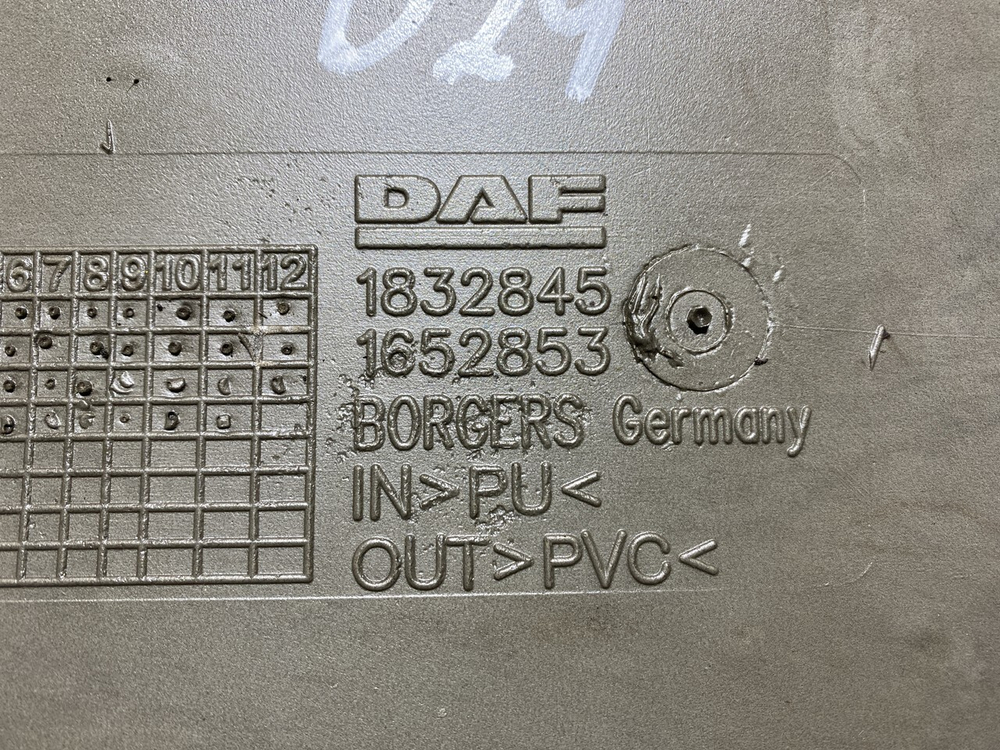 DAF
6 7 8 9 10 11 12
1832845
1652853
BORGERS Germany
IN>PU<
OUT>PVC<